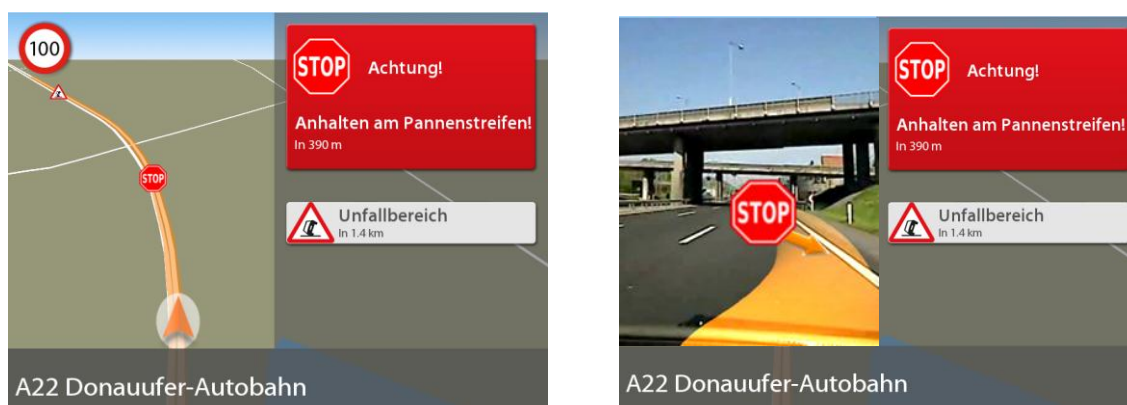 100
STOP
Achtung!
Anhalten am Pannenstreifen!
In 390 m
STOP
Unfallbereich
In 1.4 km
A22 Donauufer-Autobahn
STOP
Achtung!
Anhalten am Pannenstreifen!
In 390 m
STOP
Unfallbereich
In 1.4 km
A22 Donauufer-Autobahn